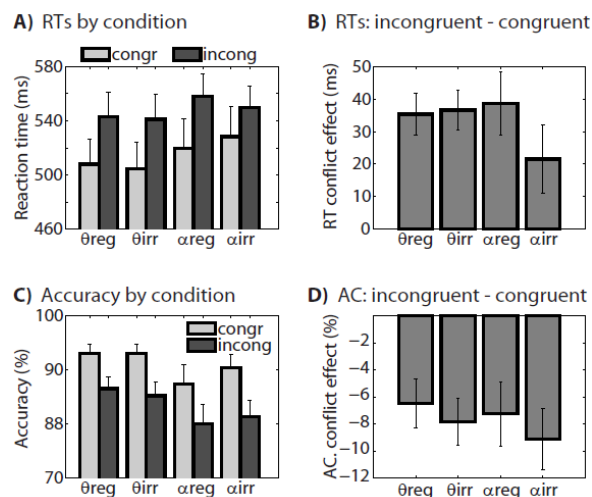 A) RTs by condition
congr incong
Reaction time (ms)
580
540
500
460
θreg θirr αreg αirr
B) RTs: incongruent - congruent
RT conflict effect (ms)
50
40
30
20
10
0
θreg θirr αreg αirr
C) Accuracy by condition
congr
incong
Accuracy (%)
100
90
88
70
θreg θirr αreg αirr
D) AC: incongruent - congruent
AC. conflict effect (%)
−2
−4
−6
−8
−10
−12
θreg θirr αreg αirr